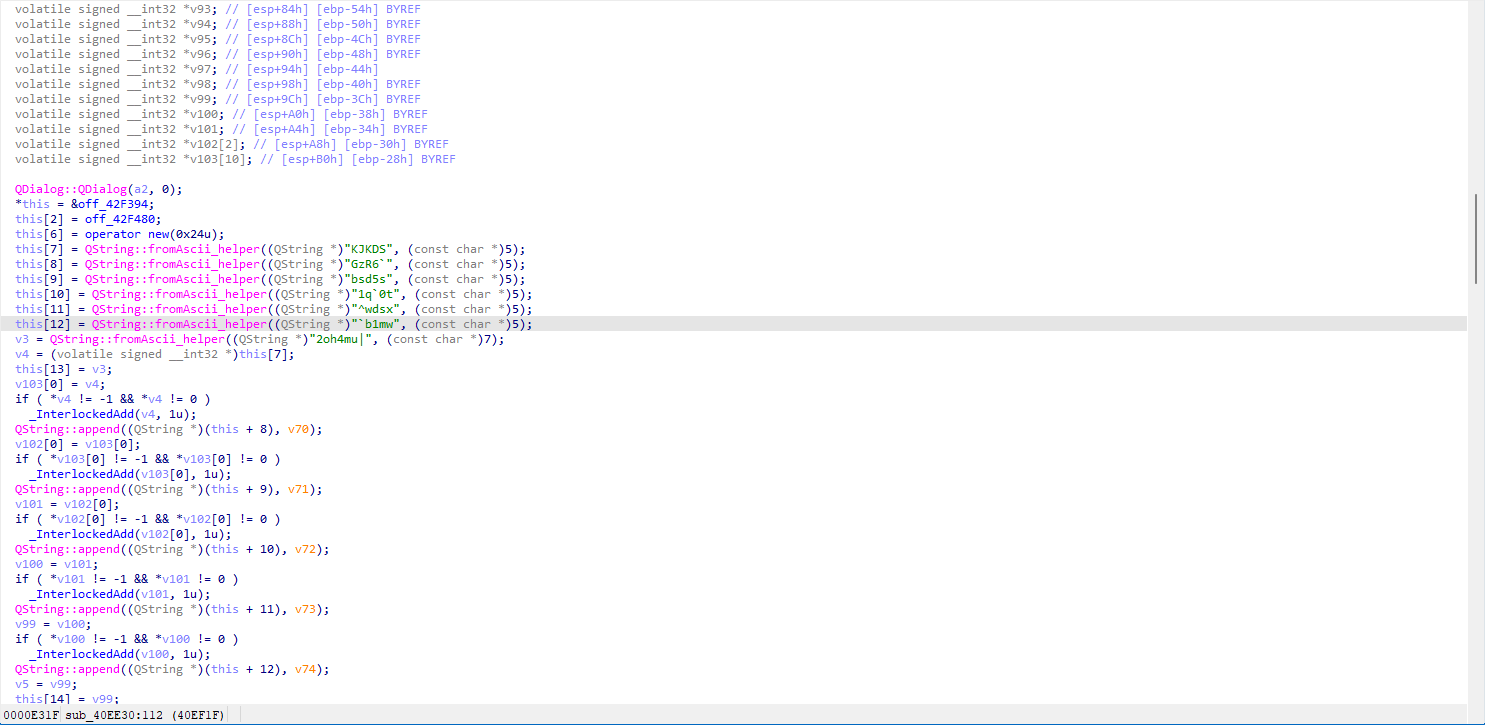 volatile signed __int32 *v93; // [esp+84h] [ebp-54h] BYREF
volatile signed __int32 *v94; // [esp+88h] [ebp-50h] BYREF
volatile signed __int32 *v95; // [esp+8Ch] [ebp-4Ch] BYREF
volatile signed __int32 *v96; // [esp+90h] [ebp-48h] BYREF
volatile signed __int32 *v97; // [esp+94h] [ebp-44h]
volatile signed __int32 *v98; // [esp+98h] [ebp-40h] BYREF
volatile signed __int32 *v99; // [esp+9Ch] [ebp-3Ch] BYREF
volatile signed __int32 *v100; // [esp+A0h] [ebp-38h] BYREF
volatile signed __int32 *v101; // [esp+A4h] [ebp-34h] BYREF
volatile signed __int32 *v102[2]; // [esp+A8h] [ebp-30h] BYREF
volatile signed __int32 *v103[10]; // [esp+B0h] [ebp-28h] BYREF

QDialog::QDialog(a2, 0);
*this = &off_42F394;
this[2] = off_42F480;
this[6] = operator new(0x24u);
this[7] = QString::fromAscii_helper((QString *)"KJKDS", (const char *)5);
this[8] = QString::fromAscii_helper((QString *)"GzR6`", (const char *)5);
this[9] = QString::fromAscii_helper((QString *)"bsd5s", (const char *)5);
this[10] = QString::fromAscii_helper((QString *)"1q`0t", (const char *)5);
this[11] = QString::fromAscii_helper((QString *)"^wdsx", (const char *)5);
this[12] = QString::fromAscii_helper((QString *)"`b1mw", (const char *)5);
v3 = QString::fromAscii_helper((QString *)"2oh4mu|", (const char *)7);
v4 = (volatile signed __int32 *)this[7];
this[13] = v3;
v103[0] = v4;
if ( *v4 != -1 && *v4 != 0 )
  _InterlockedAdd(v4, 1u);
QString::append((QString *)(this + 8), v70);
v102[0] = v103[0];
if ( *v103[0] != -1 && *v103[0] != 0 )
  _InterlockedAdd(v103[0], 1u);
QString::append((QString *)(this + 9), v71);
v101 = v102[0];
if ( *v102[0] != -1 && *v102[0] != 0 )
  _InterlockedAdd(v102[0], 1u);
QString::append((QString *)(this + 10), v72);
v100 = v101;
if ( *v101 != -1 && *v101 != 0 )
  _InterlockedAdd(v101, 1u);
QString::append((QString *)(this + 11), v73);
v99 = v100;
if ( *v100 != -1 && *v100 != 0 )
  _InterlockedAdd(v100, 1u);
QString::append((QString *)(this + 12), v74);
v5 = v99;
this[14] = v99;
0000E31F sub_40EE30:112 (40EF1F)